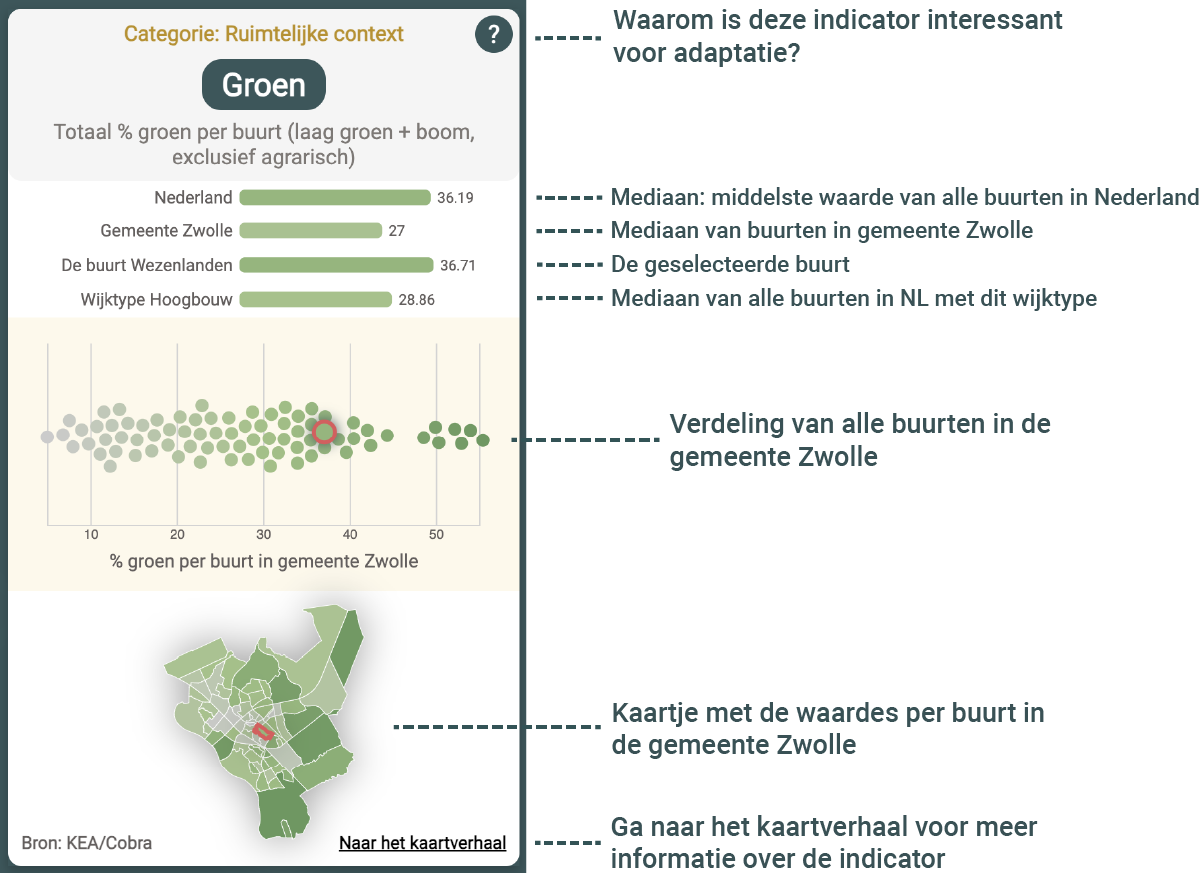 Categorie: Ruimtelijke context
?
Waarom is deze indicator interessant
voor adaptatie?
Groen
Totaal % groen per buurt (laag groen + boom,
exclusief agrarisch)
Nederland 36.19
Mediaan: middelste waarde van alle buurten in Nederland
Gemeente Zwolle 27
Mediaan van buurten in gemeente Zwolle
De buurt Wezenlanden 36.71
De geselecteerde buurt
Wijktype Hoogbouw 28.86
Mediaan van alle buurten in NL met dit wijktype
Verdeling van alle buurten in de
gemeente Zwolle
10 20 30 40 50
% groen per buurt in gemeente Zwolle
Kaartje met de waardes per buurt in
de gemeente Zwolle
Bron: KEA/Cobra
Naar het kaartverhaal
Ga naar het kaartverhaal voor meer
informatie over de indicator